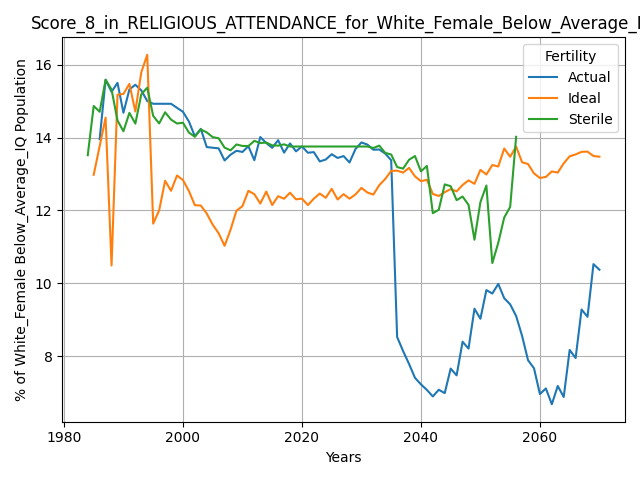 Score_8_in_RELIGIOUS_ATTENDANCE_for_White_Female_Below_Average_I
% of White_Female Below_Average_IQ Population
16
14
12
10
8
1980
2000
2020
2040
2060
Years
Fertility
Actual
Ideal
Sterile